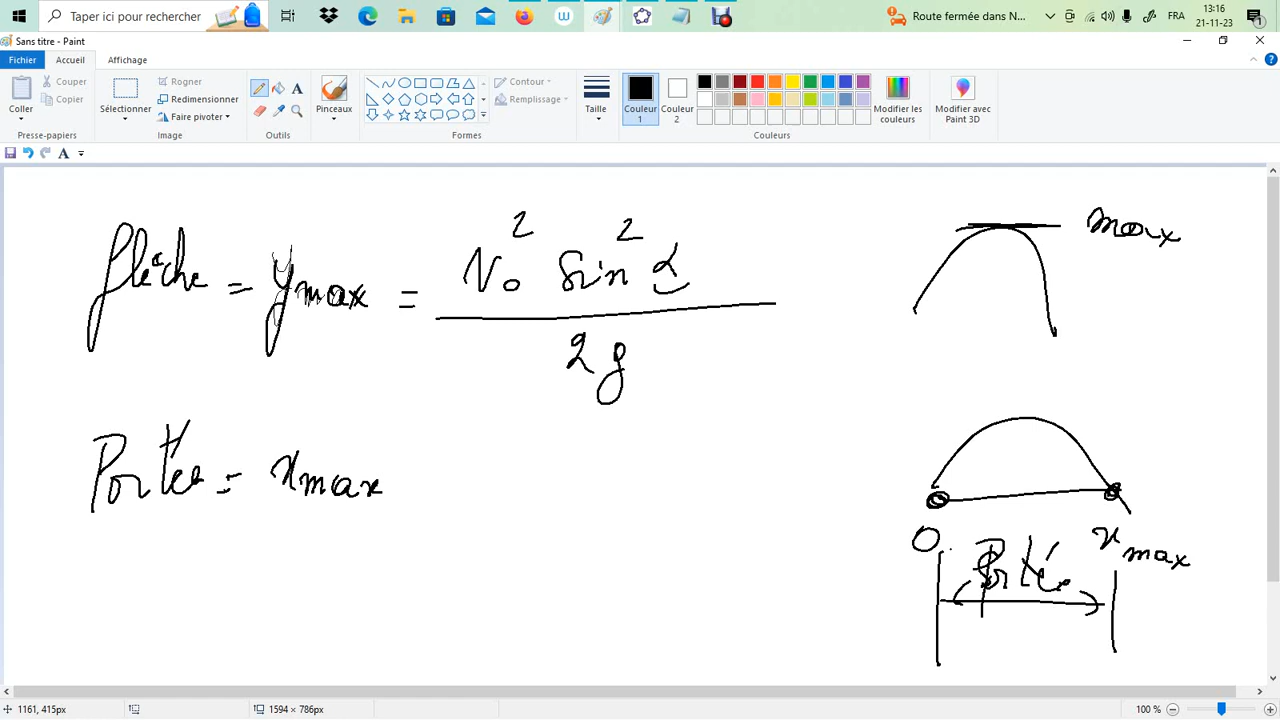 Taper ici pour rechercher
Route fermée dans N...
FRA
13:16
21-11-23
1
Sans titre - Paint
Fichier
Accueil
Affichage
Coller
Couper
Copier
Presse-papiers
Sélectionner
Rogner
Redimensionner
Faire pivoter
Image
A
Outils
Pinceaux
Contour
Remplissage
Formes
Taille
Couleur 1
Couleur 2
Modifier les couleurs
Couleurs
Modifier avec Paint 3D
A
flèche = ymax = V₀² sin² α / 2g
max
Portée = xmax
O
xmax
Portée
1161, 415px
1594 × 786px
100 %